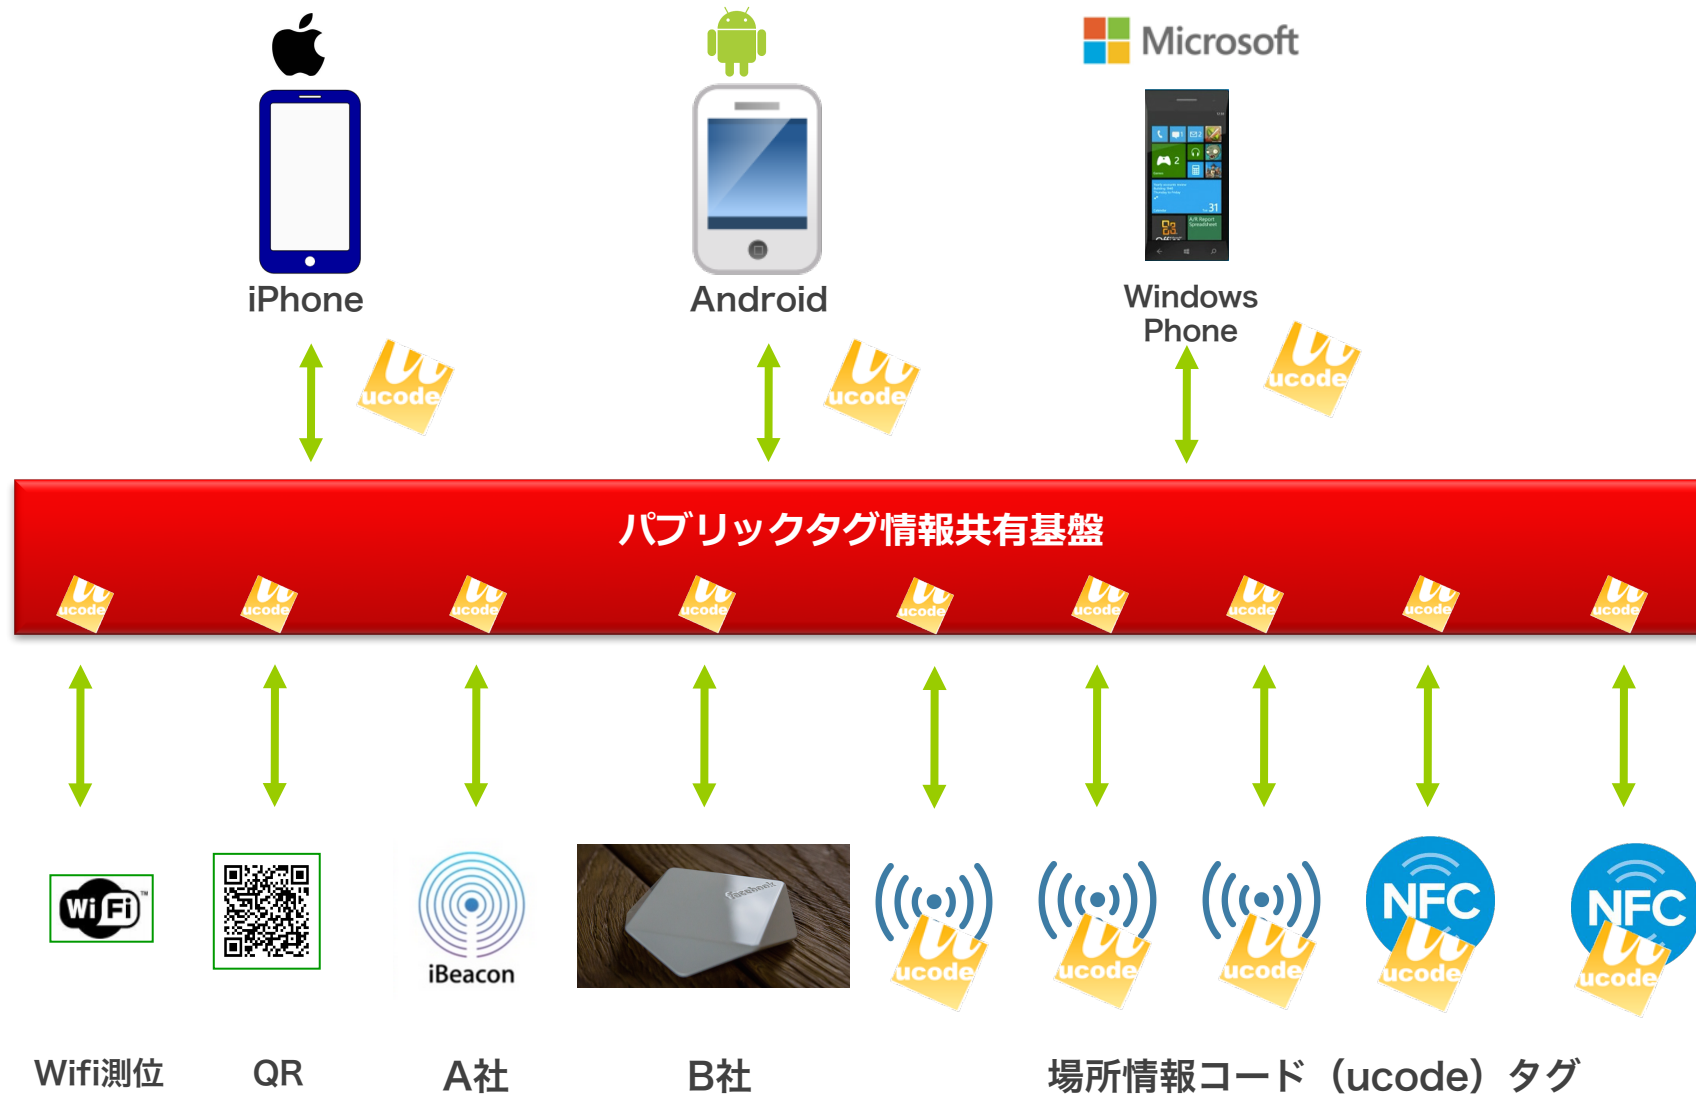 Microsoft
iPhone
Android
Windows
Phone
ucode
ucode
ucode
パブリックタグ情報共有基盤
ucode
ucode
ucode
ucode
ucode
ucode
ucode
ucode
ucode
Wi Fi
TM
iBeacon
facebook
NFC
NFC
ucode
ucode
ucode
ucode
ucode
Wifi測位
QR
A社
B社
場所情報コード（ucode）タグ